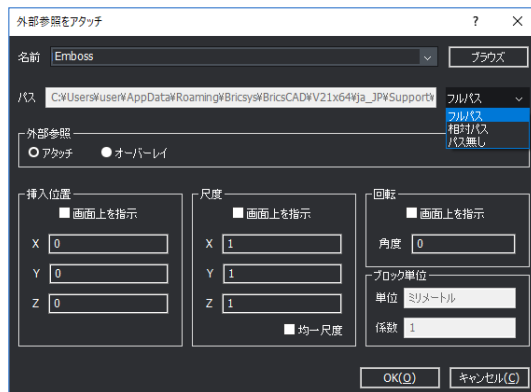 外部参照をアタッチ ? ×
名前 Emboss ブラウズ
パス C:¥Users¥user¥AppData¥Roaming¥Bricsys¥BricsCAD¥V21x64¥ja_JP¥Support¥ フルパス
フルパス
相対パス
パス無し
外部参照
アタッチ オーバーレイ
挿入位置
画面上を指示
X 0
Y 0
Z 0
尺度
画面上を指示
X 1
Y 1
Z 1
均一尺度
回転
画面上を指示
角度 0
ブロック単位
単位 ミリメートル
係数 1
OK(O) キャンセル(C)